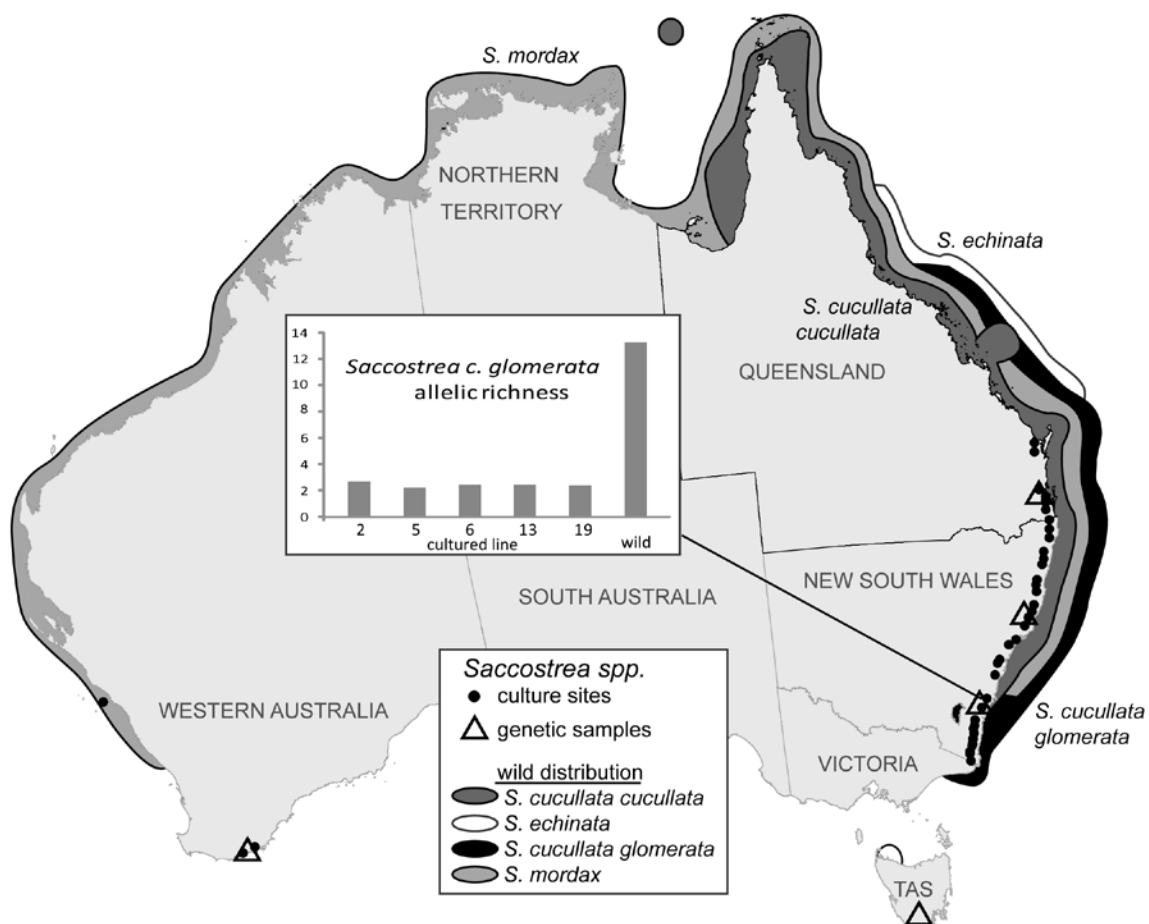 S. mordax
NORTHERN
TERRITORY
S. echinata
S. cucullata
cucullata
QUEENSLAND
14
12
10
8
6
4
2
0
Saccostrea c. glomerata
allelic richness
2 5 6 13 19
cultured line wild
NEW SOUTH WALES
SOUTH AUSTRALIA
WESTERN AUSTRALIA
Saccostrea spp.
culture sites
genetic samples
wild distribution
S. cucullata cucullata
S. echinata
S. cucullata glomerata
S. mordax
S. cucullata
glomerata
VICTORIA
TAS